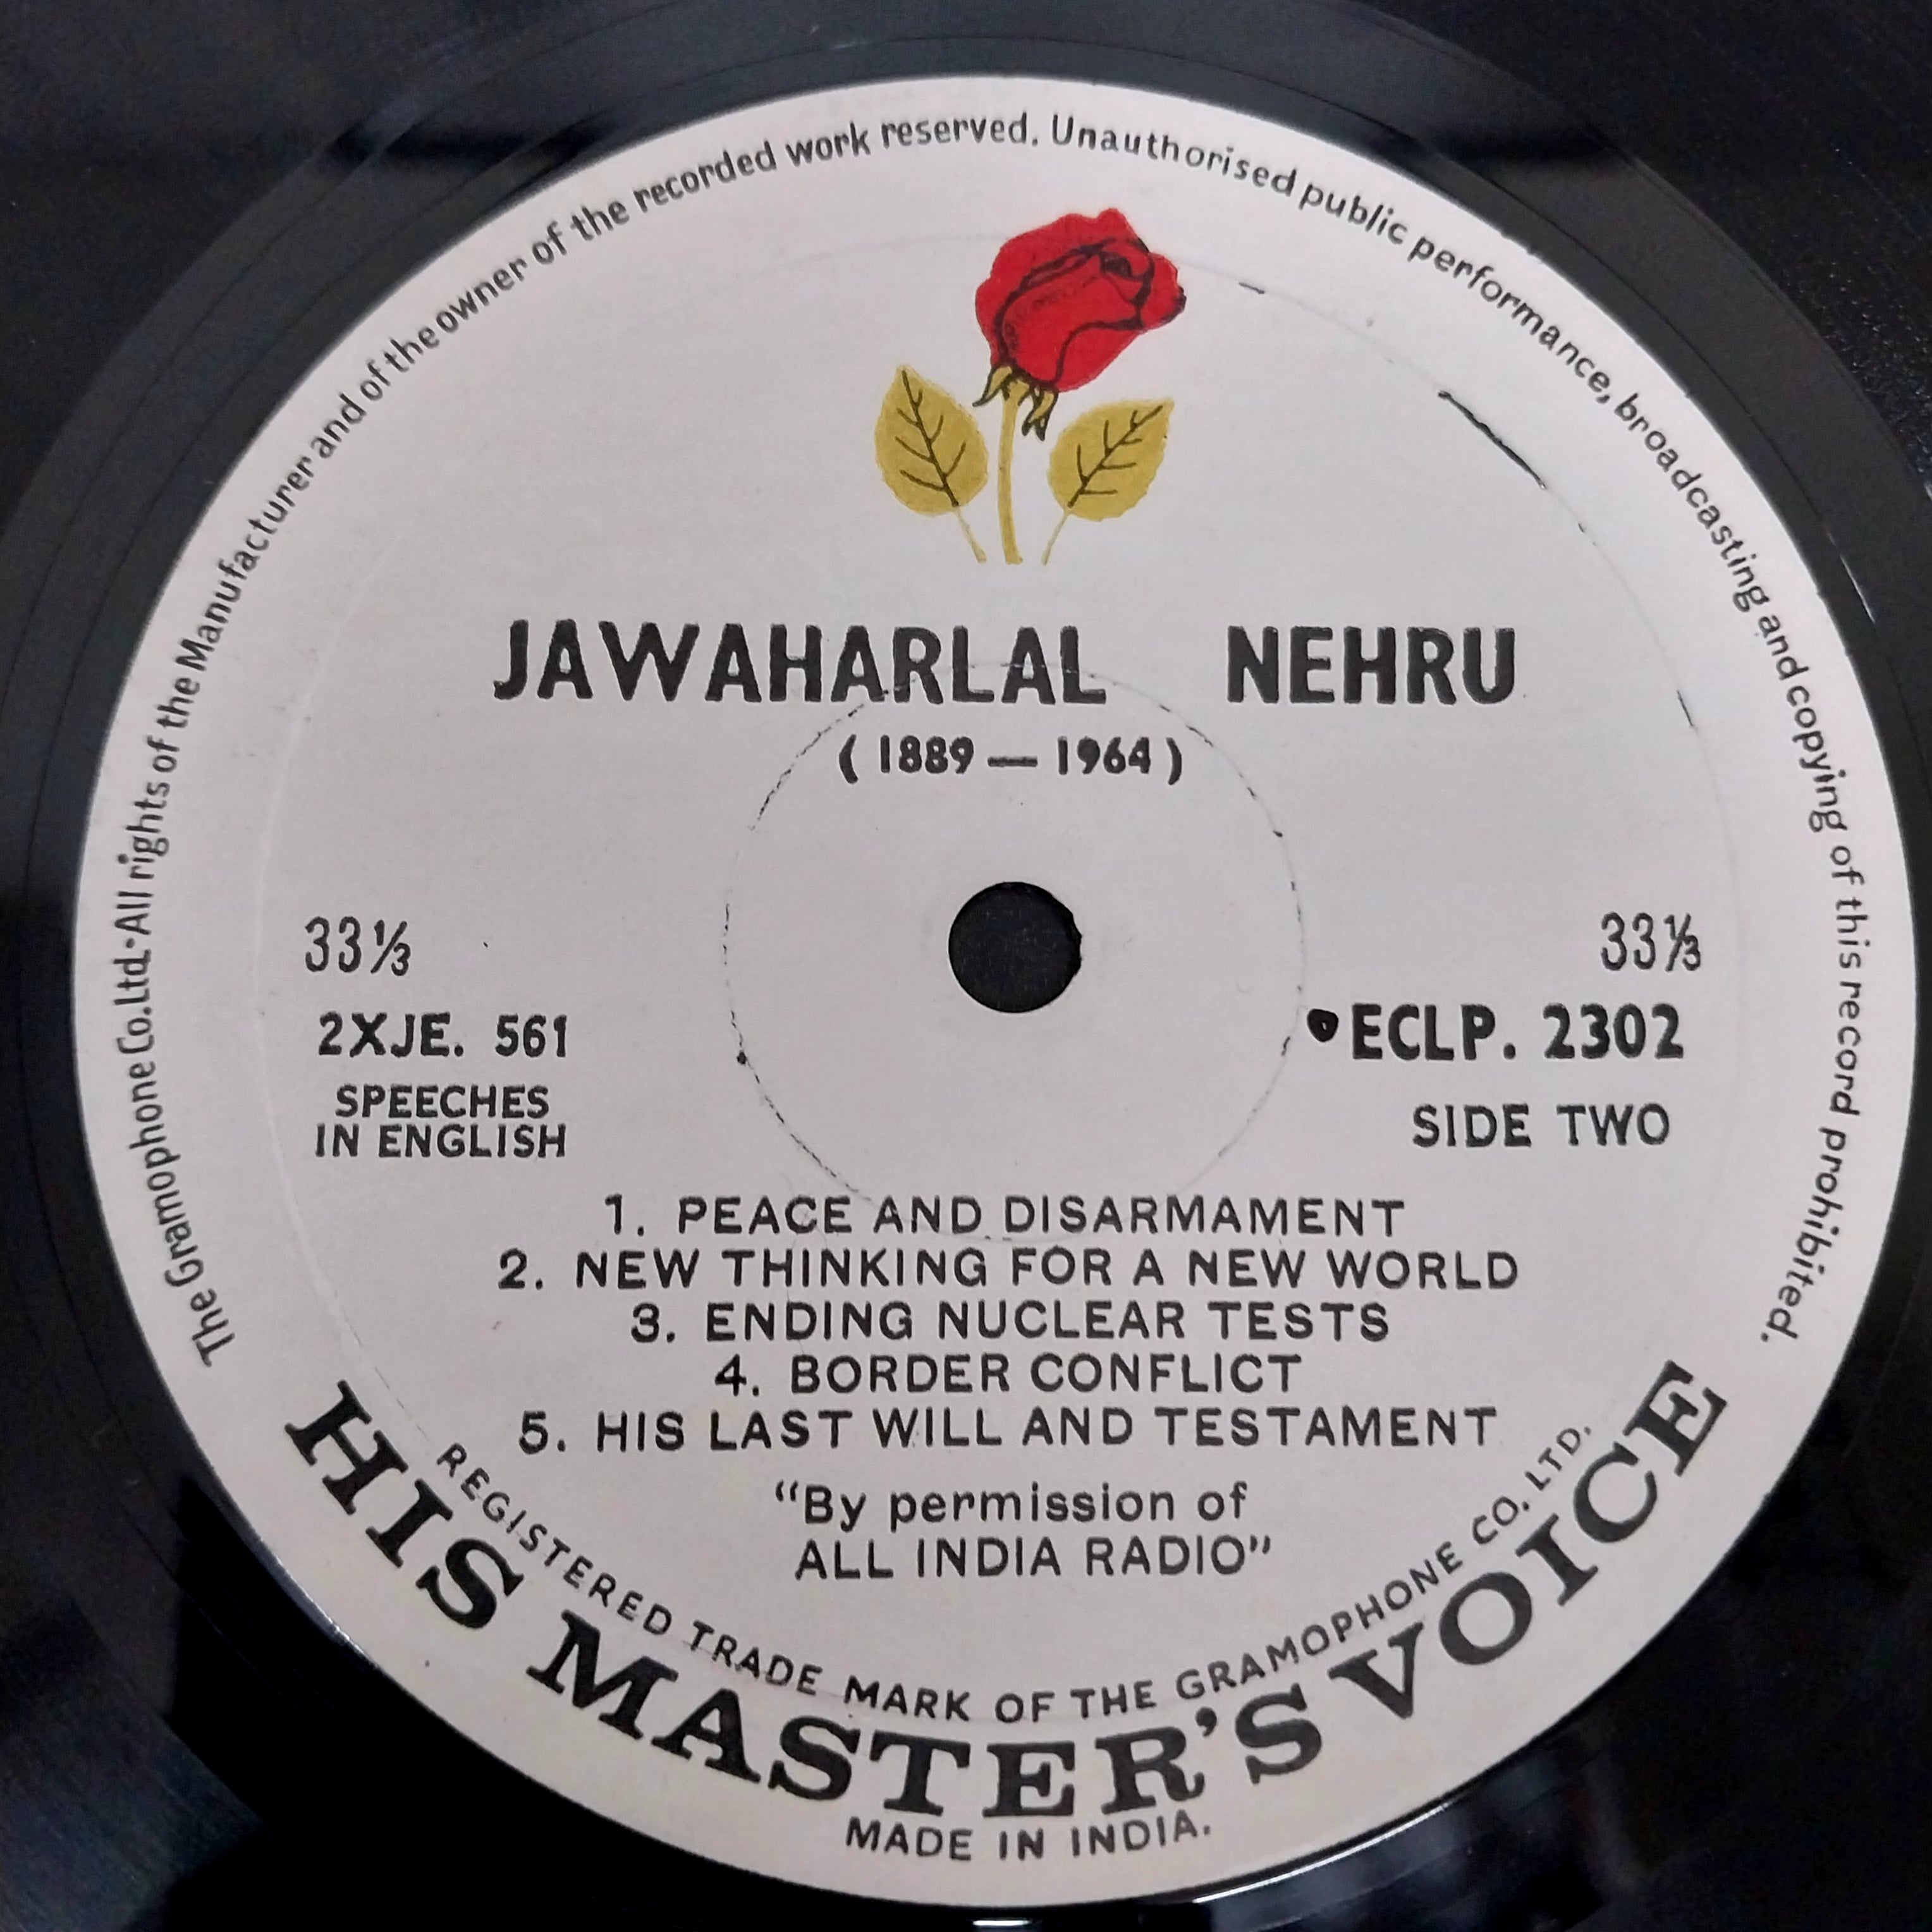 The Gramophone Co.Ltd.-All rights of the Manufacturer and of the owner of the recorded work reserved. Unauthorised public performance, broadcasting and copying of this record prohibited.
JAWAHARLAL NEHRU
(1889 — 1964)
33⅓
33⅓
2XJE. 561
ECLP. 2302
SPEECHES
IN ENGLISH
SIDE TWO
1. PEACE AND DISARMAMENT
2. NEW THINKING FOR A NEW WORLD
3. ENDING NUCLEAR TESTS
4. BORDER CONFLICT
5. HIS LAST WILL AND TESTAMENT
“By permission of
ALL INDIA RADIO”
REGISTERED TRADE MARK OF THE GRAMOPHONE CO. LTD.
HIS MASTER'S VOICE
MADE IN INDIA.